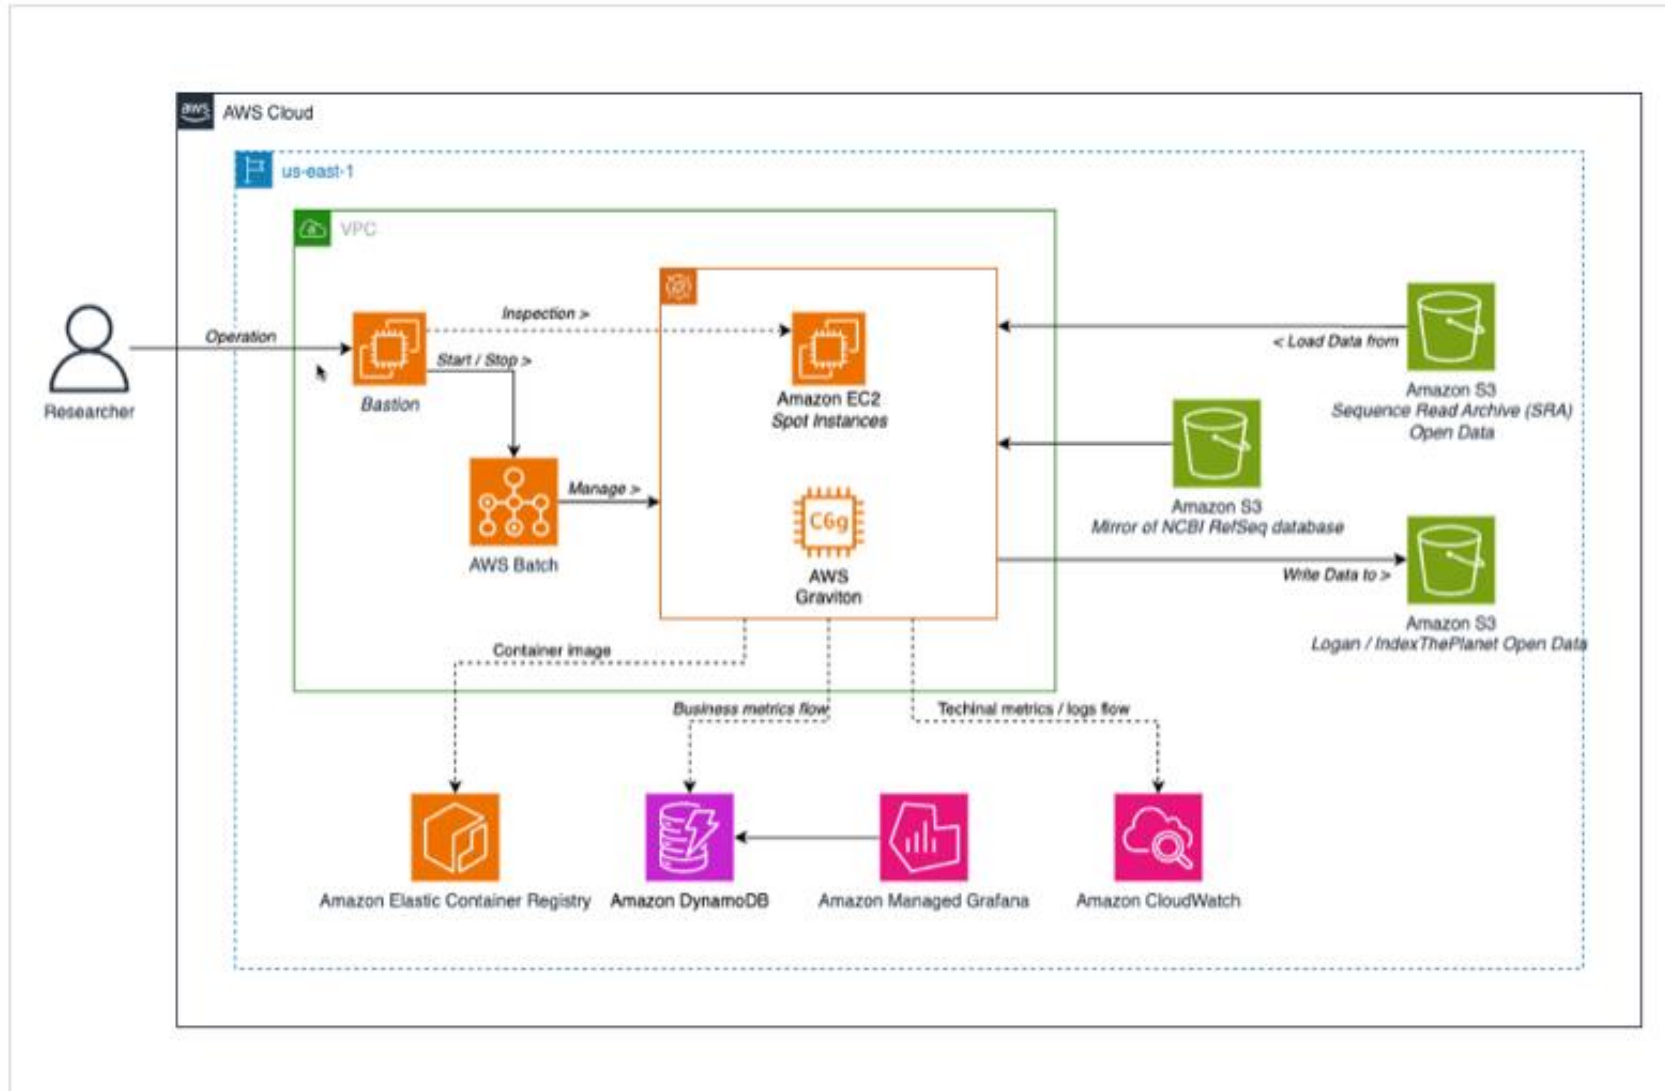 aws
AWS Cloud
us-east-1
VPC
Inspection >
Operation
Start / Stop >
Researcher
Bastion
Amazon EC2
Spot Instances
< Load Data from
Amazon S3
Sequence Read Archive (SRA)
Open Data
Manage >
AWS Batch
C6g
AWS
Graviton
Amazon S3
Mirror of NCBI RefSeq database
Write Data to >
Amazon S3
Logan / IndexThePlanet Open Data
Container image
Business metrics flow
Techinal metrics / logs flow
Amazon Elastic Container Registry
Amazon DynamoDB
Amazon Managed Grafana
Amazon CloudWatch